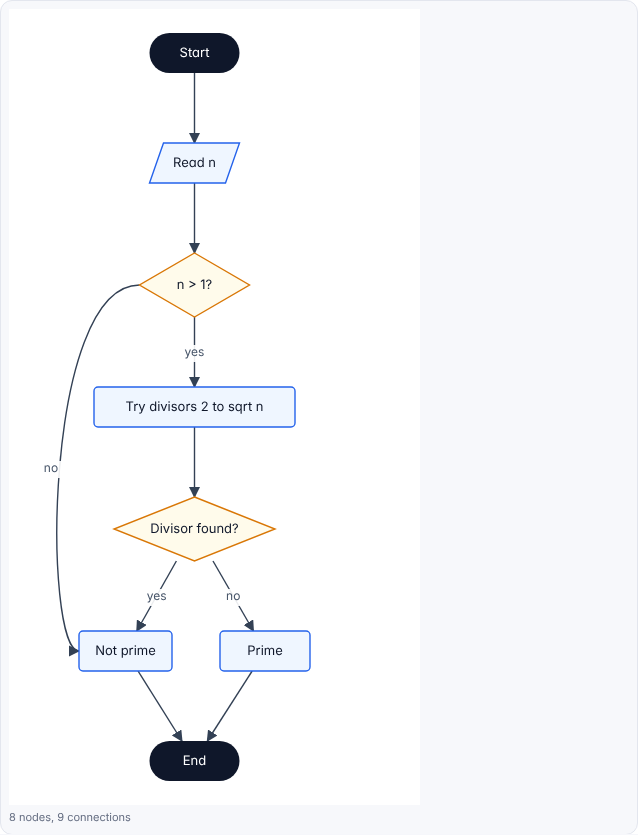 Start
Read n
n > 1?
yes
Try divisors 2 to sqrt n
no
Divisor found?
yes
no
Not prime
Prime
End
8 nodes, 9 connections